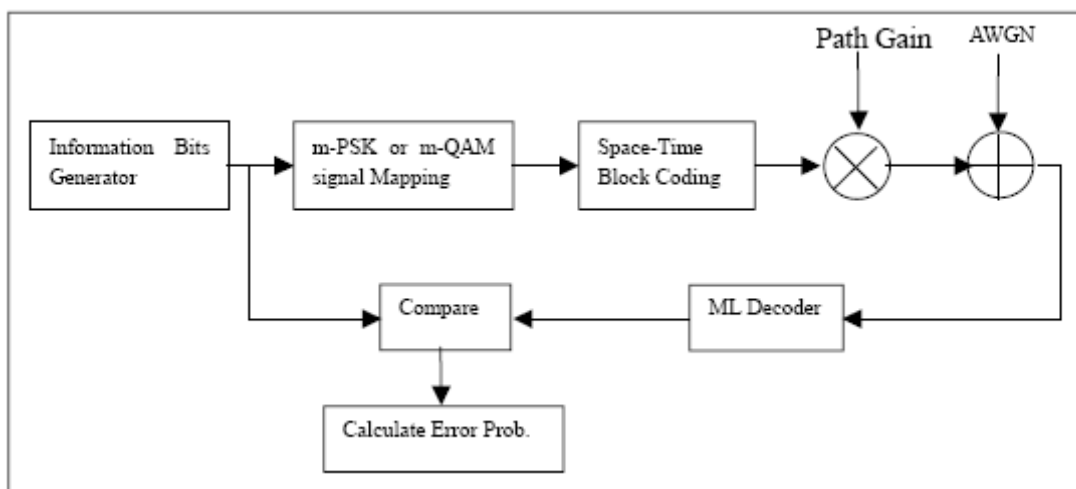 Path Gain
AWGN
Information Bits
Generator
m-PSK or m-QAM
signal Mapping
Space-Time
Block Coding
Compare
ML Decoder
Calculate Error Prob.